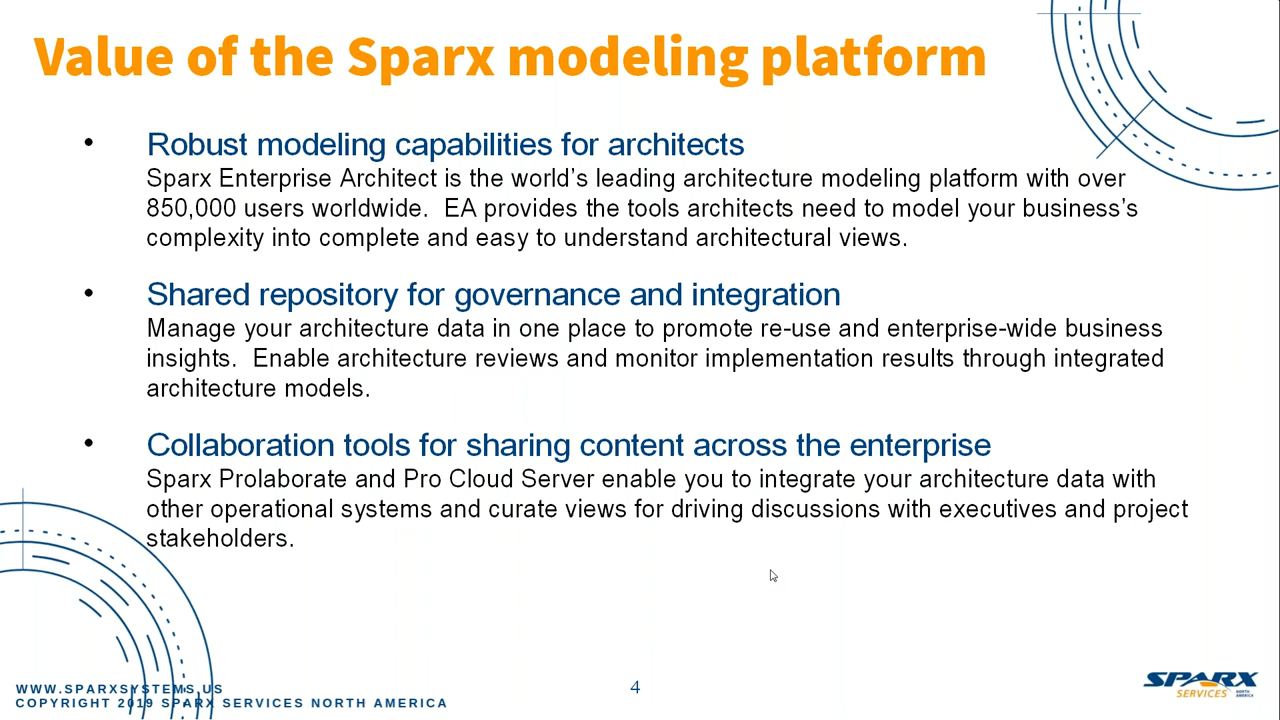 Value of the Sparx modeling platform
• Robust modeling capabilities for architects
Sparx Enterprise Architect is the world’s leading architecture modeling platform with over
850,000 users worldwide.  EA provides the tools architects need to model your business’s
complexity into complete and easy to understand architectural views.
• Shared repository for governance and integration
Manage your architecture data in one place to promote re-use and enterprise-wide business
insights.  Enable architecture reviews and monitor implementation results through integrated
architecture models.
• Collaboration tools for sharing content across the enterprise
Sparx Prolaborate and Pro Cloud Server enable you to integrate your architecture data with
other operational systems and curate views for driving discussions with executives and project
stakeholders.
WWW.SPARXSYSTEMS.US
COPYRIGHT 2019 SPARX SERVICES NORTH AMERICA
4
SPARX
SERVICES
NORTH
AMERICA